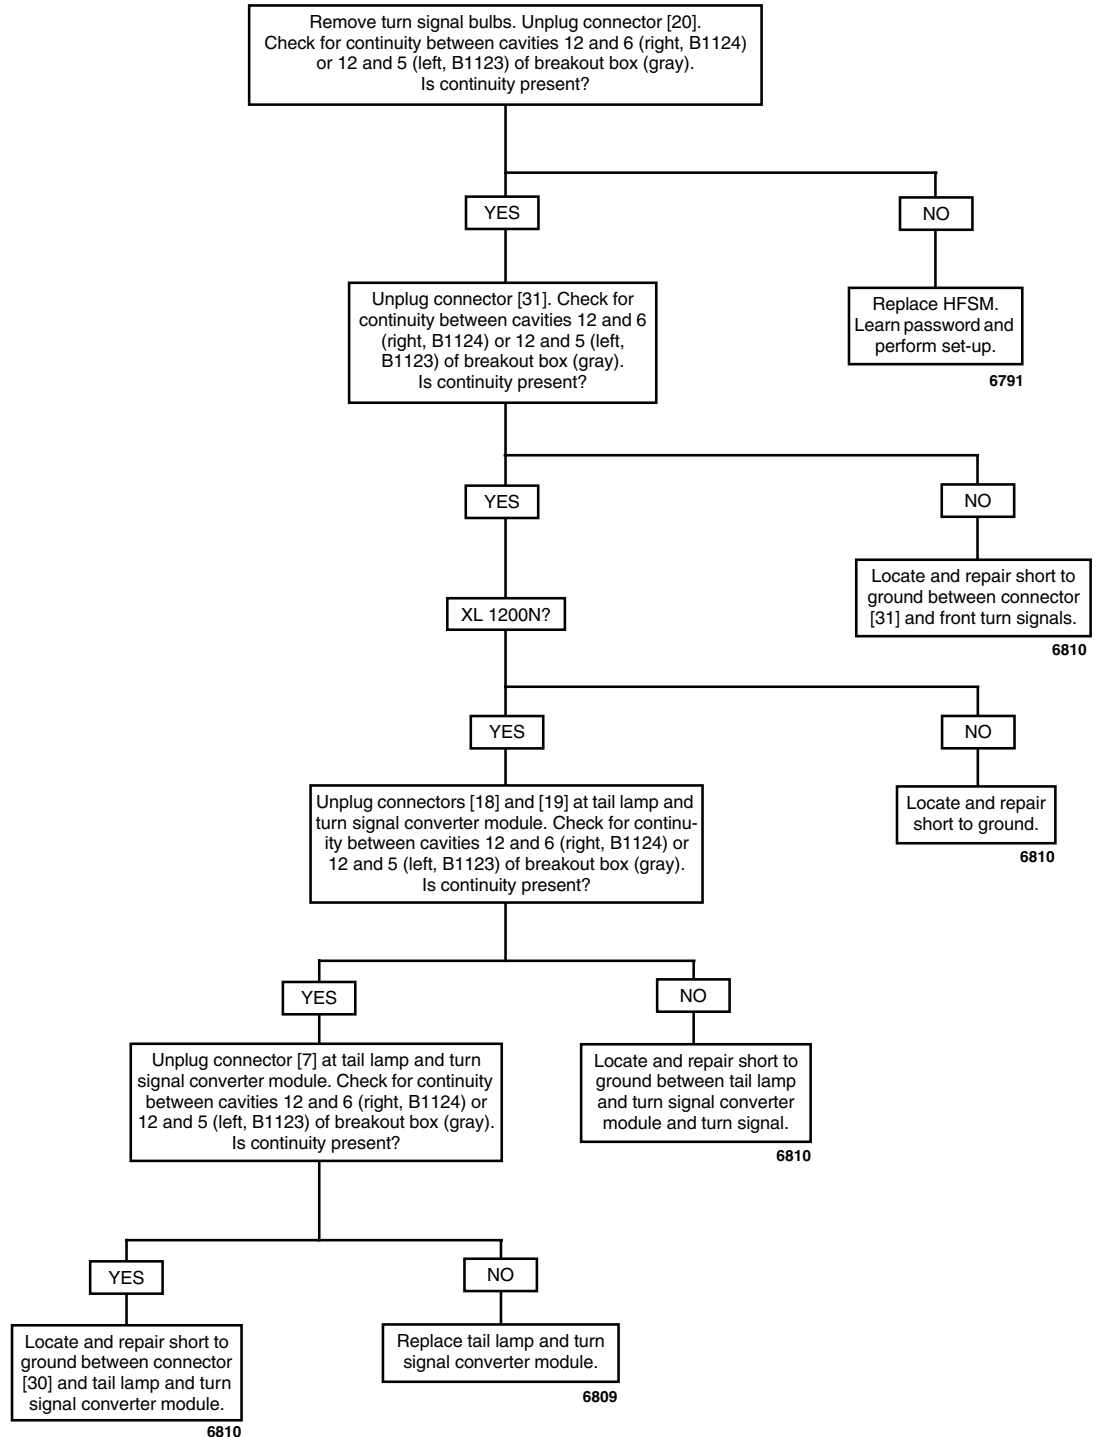 Remove turn signal bulbs. Unplug connector [20].
Check for continuity between cavities 12 and 6 (right, B1124)
or 12 and 5 (left, B1123) of breakout box (gray).
Is continuity present?
YES
NO
Unplug connector [31]. Check for
continuity between cavities 12 and 6
(right, B1124) or 12 and 5 (left,
B1123) of breakout box (gray).
Is continuity present?
Replace HFSM.
Learn password and
perform set-up.
6791
YES
NO
Locate and repair short to
ground between connector
[31] and front turn signals.
6810
XL 1200N?
YES
NO
Unplug connectors [18] and [19] at tail lamp and
turn signal converter module. Check for continu-
ity between cavities 12 and 6 (right, B1124) or
12 and 5 (left, B1123) of breakout box (gray).
Is continuity present?
Locate and repair
short to ground.
6810
YES
NO
Unplug connector [7] at tail lamp and turn
signal converter module. Check for continuity
between cavities 12 and 6 (right, B1124) or
12 and 5 (left, B1123) of breakout box (gray).
Is continuity present?
Locate and repair short to
ground between tail lamp
and turn signal converter
module and turn signal.
6810
YES
NO
Locate and repair short to
ground between connector
[30] and tail lamp and turn
signal converter module.
6810
Replace tail lamp and turn
signal converter module.
6809